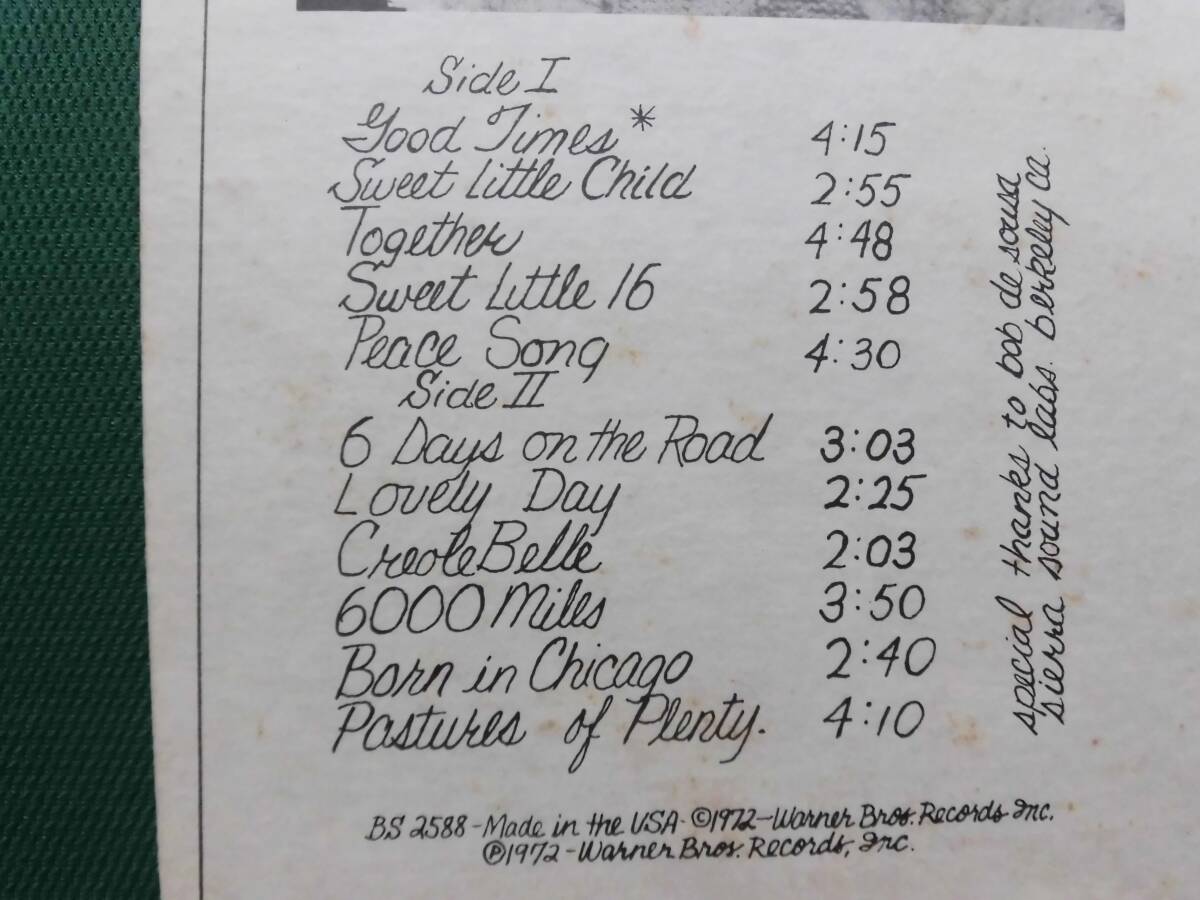 Side I
Good Times* 4:15
Sweet Little Child 2:55
Together 4:48
Sweet Little 16 2:58
Peace Song 4:30
Side II
6 Days on the Road 3:03
Lovely Day 2:25
Creole Belle 2:03
6000 Miles 3:50
Born in Chicago 2:40
Pastures of Plenty. 4:10
special thanks to bob de sousa
sierra sound labs. berkeley ca.
BS 2588-Made in the USA-©1972-Warner Bros. Records Inc.
℗1972-Warner Bros. Records, Inc.